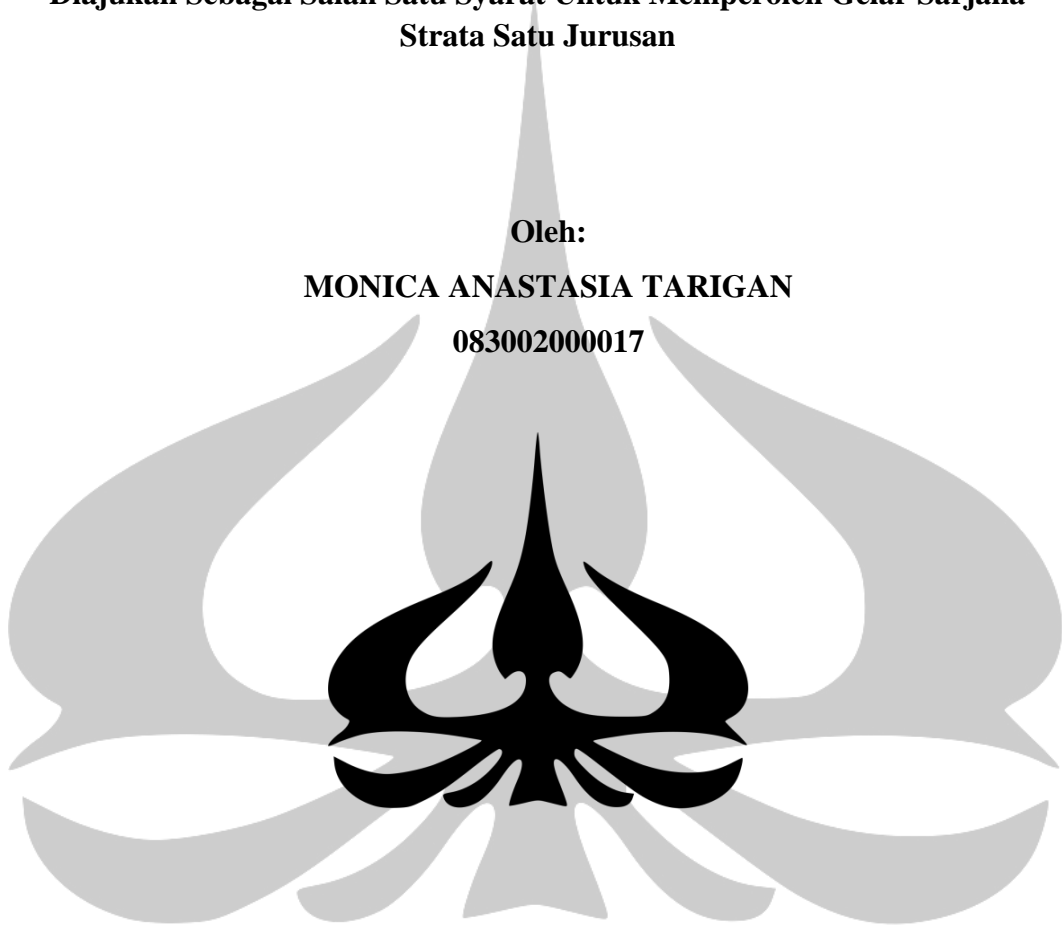 Diajukan Sebagai Salah Satu Syarat Untuk Memperoleh Gelar Sarjana
Strata Satu Jurusan
Oleh:
MONICA ANASTASIA TARIGAN
083002000017